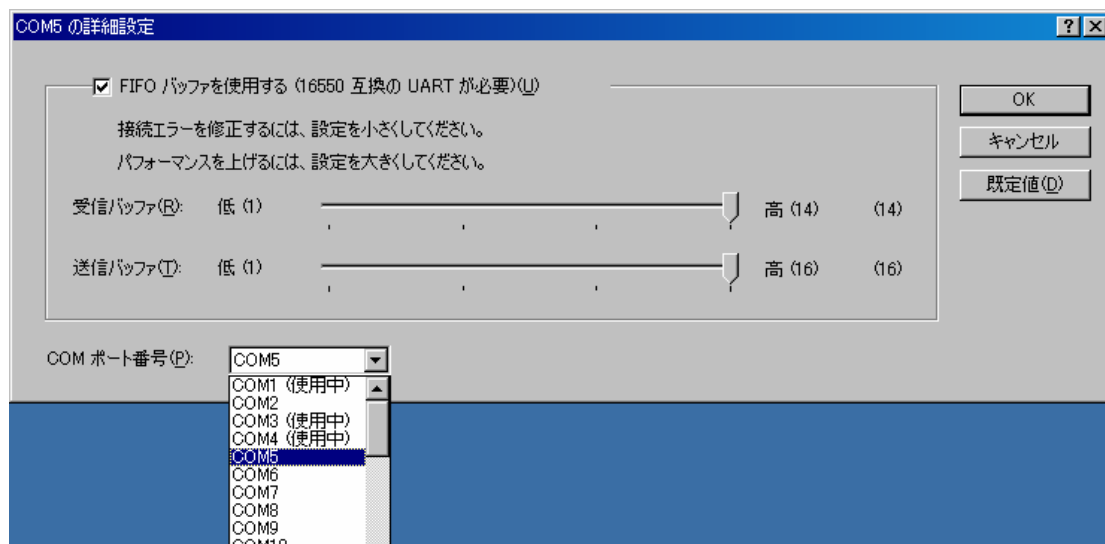 COM5 の詳細設定
FIFO バッファを使用する (16550 互換の UART が必要)(U)
接続エラーを修正するには、設定を小さくしてください。
パフォーマンスを上げるには、設定を大きくしてください。
受信バッファ(R): 低 (1) 高 (14) (14)
送信バッファ(T): 低 (1) 高 (16) (16)
OK
キャンセル
既定値(D)
COM ポート番号(P): COM5
COM1 (使用中)
COM2
COM3 (使用中)
COM4 (使用中)
COM5
COM6
COM7
COM8
COM9
COM10